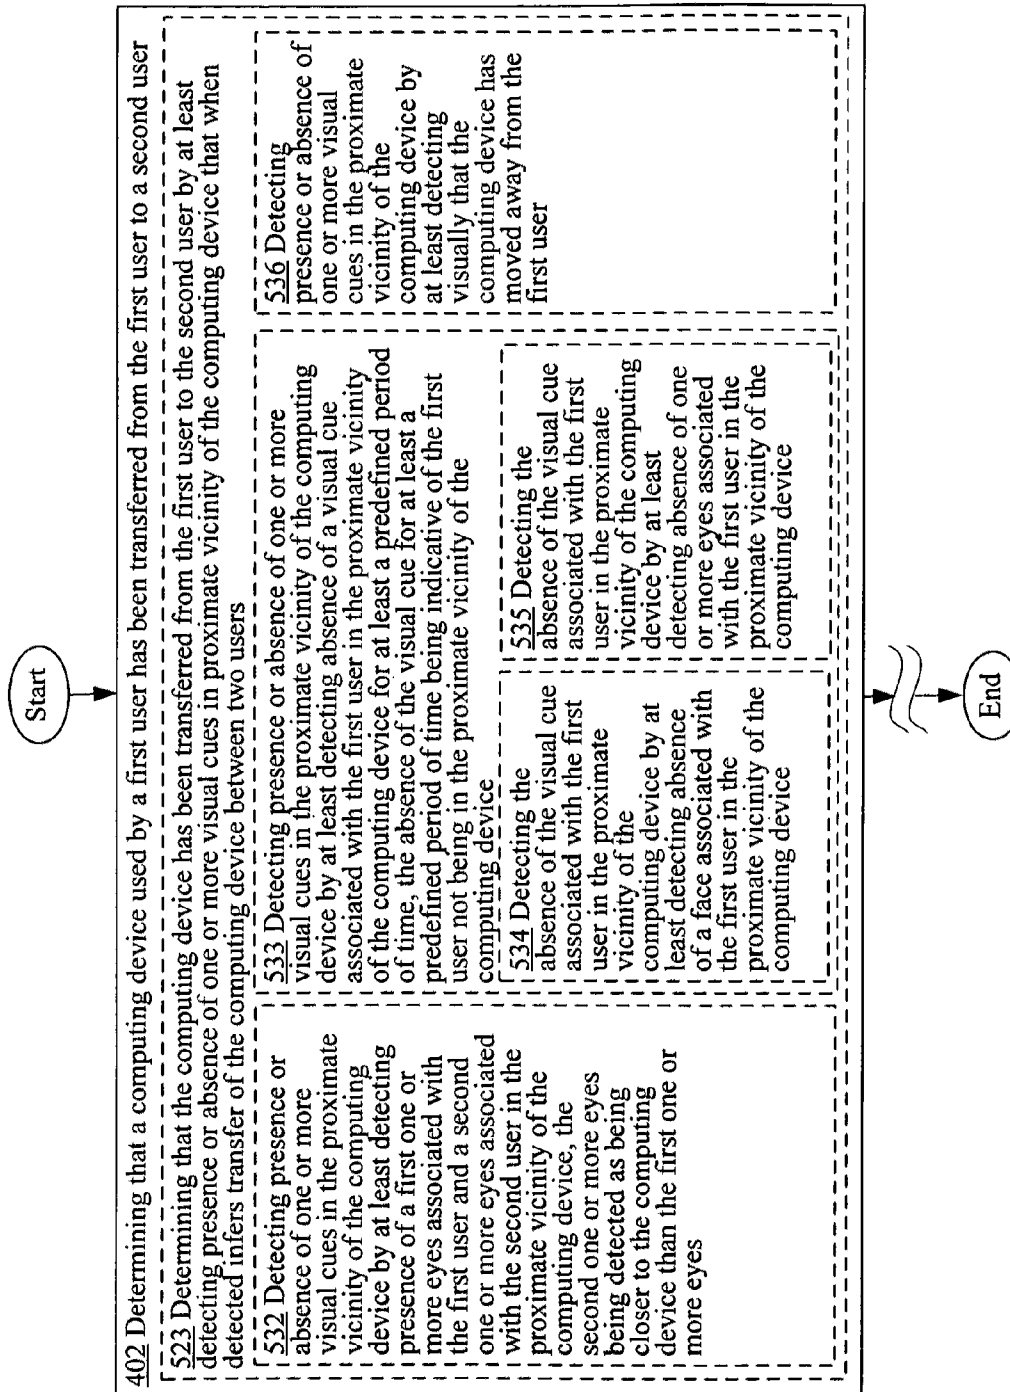 Start
402 Determining that a computing device used by a first user has been transferred from the first user to a second user
523 Determining that the computing device has been transferred from the first user to the second user by at least
detecting presence or absence of one or more visual cues in proximate vicinity of the computing device that when
detected infers transfer of the computing device between two users
532 Detecting presence or
absence of one or more
visual cues in the proximate
vicinity of the computing
device by at least detecting
presence of a first one or
more eyes associated with
the first user and a second
one or more eyes associated
with the second user in the
proximate vicinity of the
computing device, the
second one or more eyes
being detected as being
closer to the computing
device than the first one or
more eyes
533 Detecting presence or absence of one or more
visual cues in the proximate vicinity of the computing
device by at least detecting absence of a visual cue
associated with the first user in the proximate vicinity
of the computing device for at least a predefined period
of time, the absence of the visual cue for at least a
predefined period of time being indicative of the first
user not being in the proximate vicinity of the
computing device
534 Detecting the
absence of the visual cue
associated with the first
user in the proximate
vicinity of the
computing device by at
least detecting absence
of a face associated with
the first user in the
proximate vicinity of the
computing device
535 Detecting the
absence of the visual cue
associated with the first
user in the proximate
vicinity of the computing
device by at least
detecting absence of one
or more eyes associated
with the first user in the
proximate vicinity of the
computing device
536 Detecting
presence or absence of
one or more visual
cues in the proximate
vicinity of the
computing device by
at least detecting
visually that the
computing device has
moved away from the
first user
End